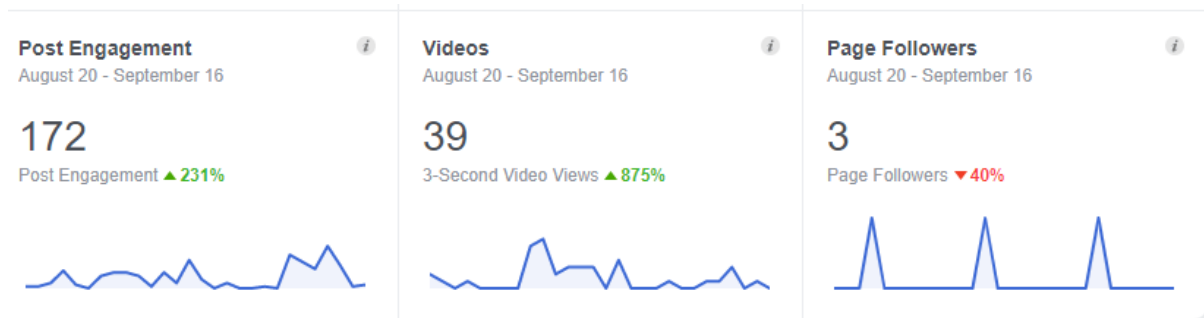 Post Engagement
August 20 - September 16
172
Post Engagement ▲ 231%
Videos
August 20 - September 16
39
3-Second Video Views ▲ 875%
Page Followers
August 20 - September 16
3
Page Followers ▼ 40%